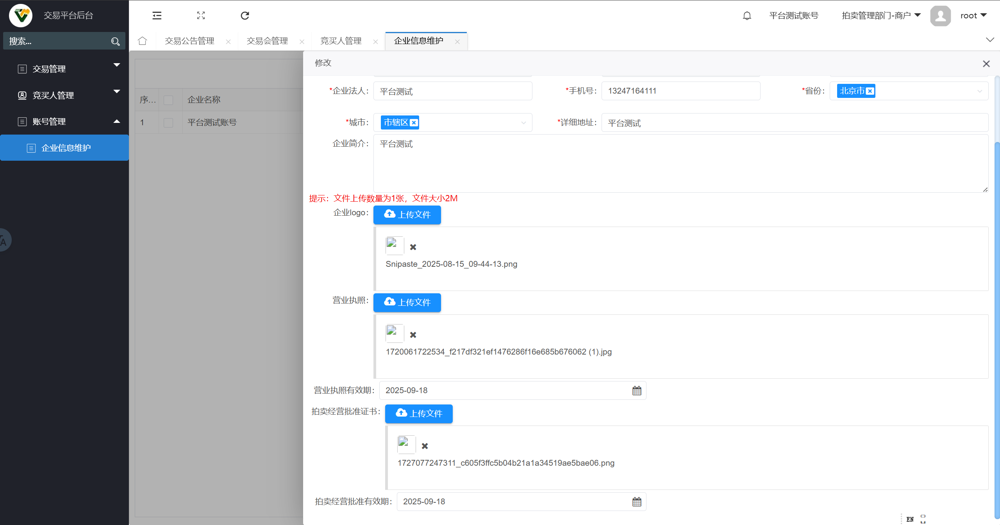 交易平台后台
平台测试账号
拍卖管理部门-商户
root
搜索...
交易公告管理
交易会管理
竞买人管理
企业信息维护
交易管理
竞买人管理
账号管理
企业信息维护
序...
企业名称
1
平台测试账号
修改
*企业法人：
平台测试
*手机号：
13247164111
*省份：
北京市
*城市：
市辖区
*详细地址：
平台测试
企业简介：
平台测试
提示：文件上传数量为1张，文件大小2M
企业logo：
上传文件
Snipaste_2025-08-15_09-44-13.png
营业执照：
上传文件
1720061722534_f217df321ef1476286f16e685b676062 (1).jpg
营业执照有效期：
2025-09-18
拍卖经营批准证书：
上传文件
1727077247311_c605f3ffc5b04b21a1a34519ae5bae06.png
拍卖经营批准有效期：
2025-09-18
EN